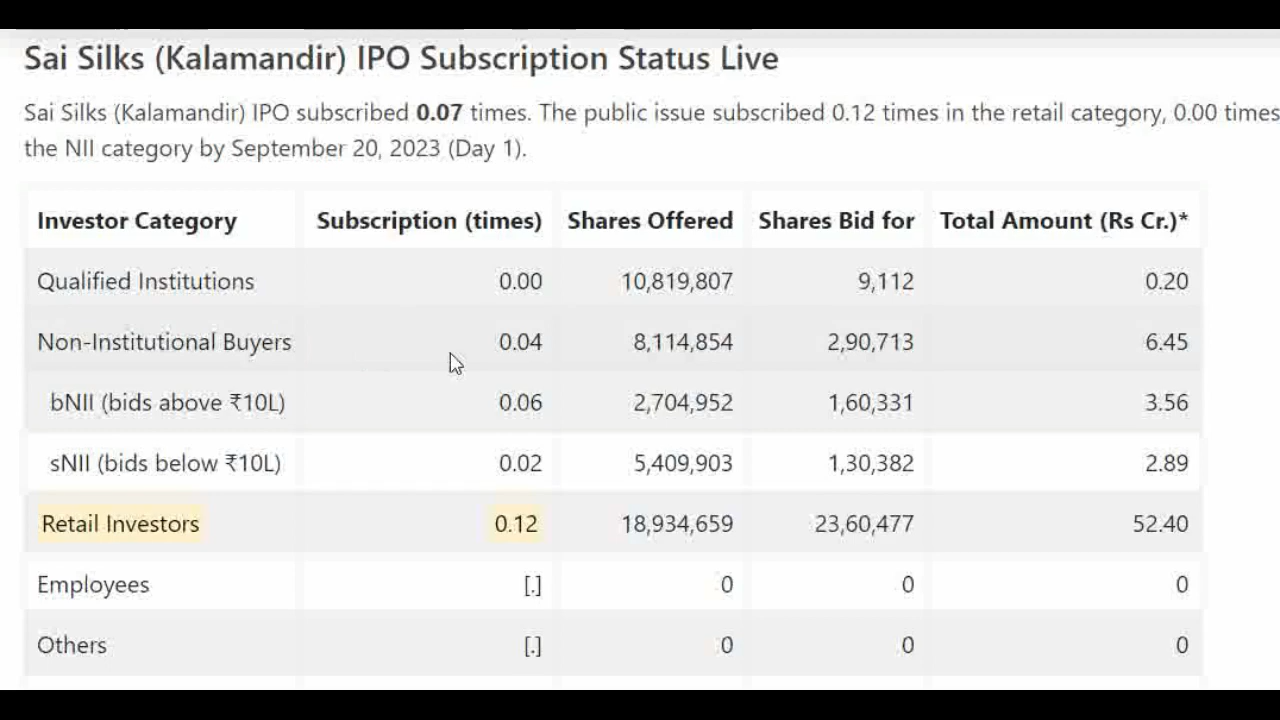 Sai Silks (Kalamandir) IPO Subscription Status Live
Sai Silks (Kalamandir) IPO subscribed 0.07 times. The public issue subscribed 0.12 times in the retail category, 0.00 times
the NII category by September 20, 2023 (Day 1).
Investor Category Subscription (times) Shares Offered Shares Bid for Total Amount (Rs Cr.)*
Qualified Institutions 0.00 10,819,807 9,112 0.20
Non-Institutional Buyers 0.04 8,114,854 2,90,713 6.45
bNII (bids above ₹10L) 0.06 2,704,952 1,60,331 3.56
sNII (bids below ₹10L) 0.02 5,409,903 1,30,382 2.89
Retail Investors 0.12 18,934,659 23,60,477 52.40
Employees [.] 0 0 0
Others [.] 0 0 0